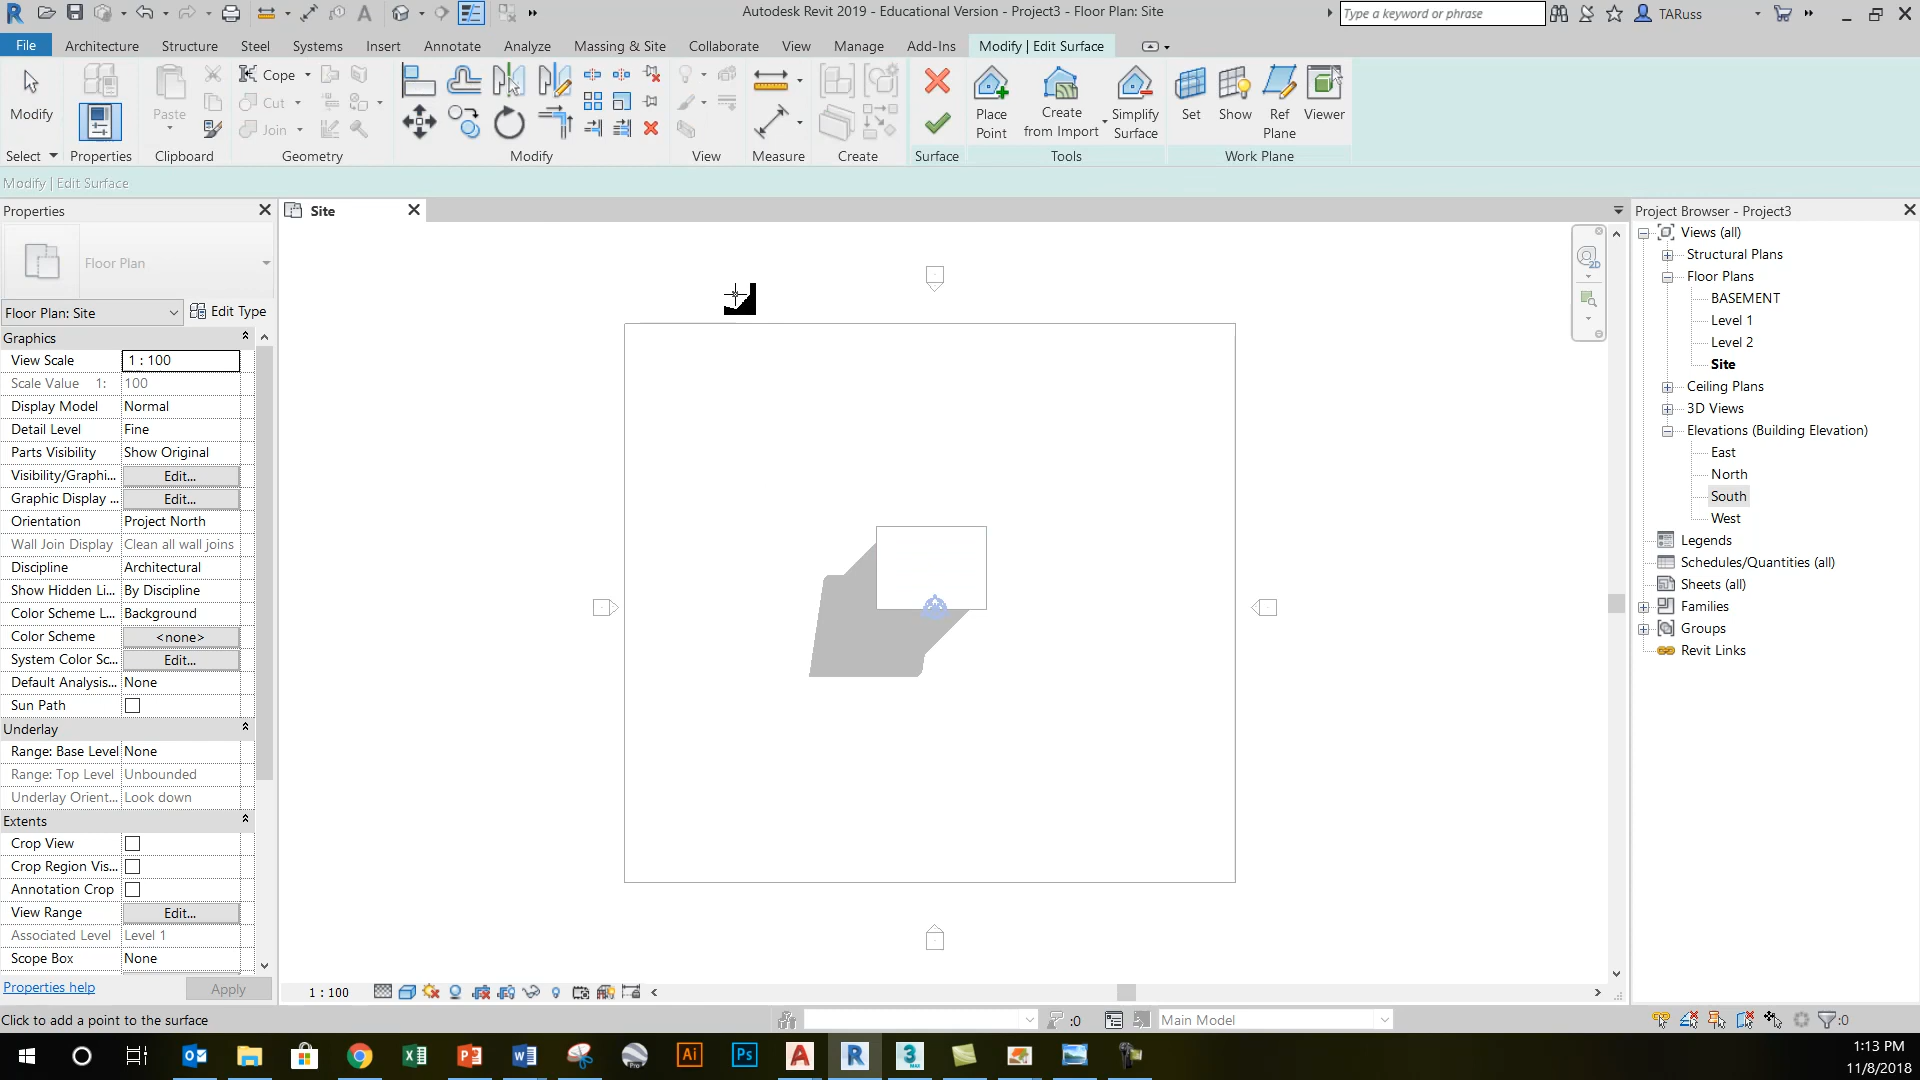 Autodesk Revit 2019 - Educational Version - Project3 - Floor Plan: Site
Type a keyword or phrase
TARuss
File
Architecture
Structure
Steel
Systems
Insert
Annotate
Analyze
Massing & Site
Collaborate
View
Manage
Add-Ins
Modify | Edit Surface
Modify
Paste
Cope
Cut
Join
Place
Point
Create
from Import
Simplify
Surface
Set
Show
Ref
Plane
Viewer
Select
Properties
Clipboard
Geometry
Modify
View
Measure
Create
Surface
Tools
Work Plane
Modify | Edit Surface
Properties
Floor Plan
Floor Plan: Site
Edit Type
Graphics
View Scale 1 : 100
Scale Value 1: 100
Display Model Normal
Detail Level Fine
Parts Visibility Show Original
Visibility/Graphi... Edit...
Graphic Display ... Edit...
Orientation Project North
Wall Join Display Clean all wall joins
Discipline Architectural
Show Hidden Li... By Discipline
Color Scheme L... Background
Color Scheme <none>
System Color Sc... Edit...
Default Analysis... None
Sun Path
Underlay
Range: Base Level None
Range: Top Level Unbounded
Underlay Orient... Look down
Extents
Crop View
Crop Region Vis...
Annotation Crop
View Range Edit...
Associated Level Level 1
Scope Box None
Properties help
Apply
Site
2D
1 : 100
Project Browser - Project3
Views (all)
Structural Plans
Floor Plans
BASEMENT
Level 1
Level 2
Site
Ceiling Plans
3D Views
Elevations (Building Elevation)
East
North
South
West
Legends
Schedules/Quantities (all)
Sheets (all)
Families
Groups
Revit Links
Click to add a point to the surface
:0
Main Model
:0
1:13 PM
11/8/2018